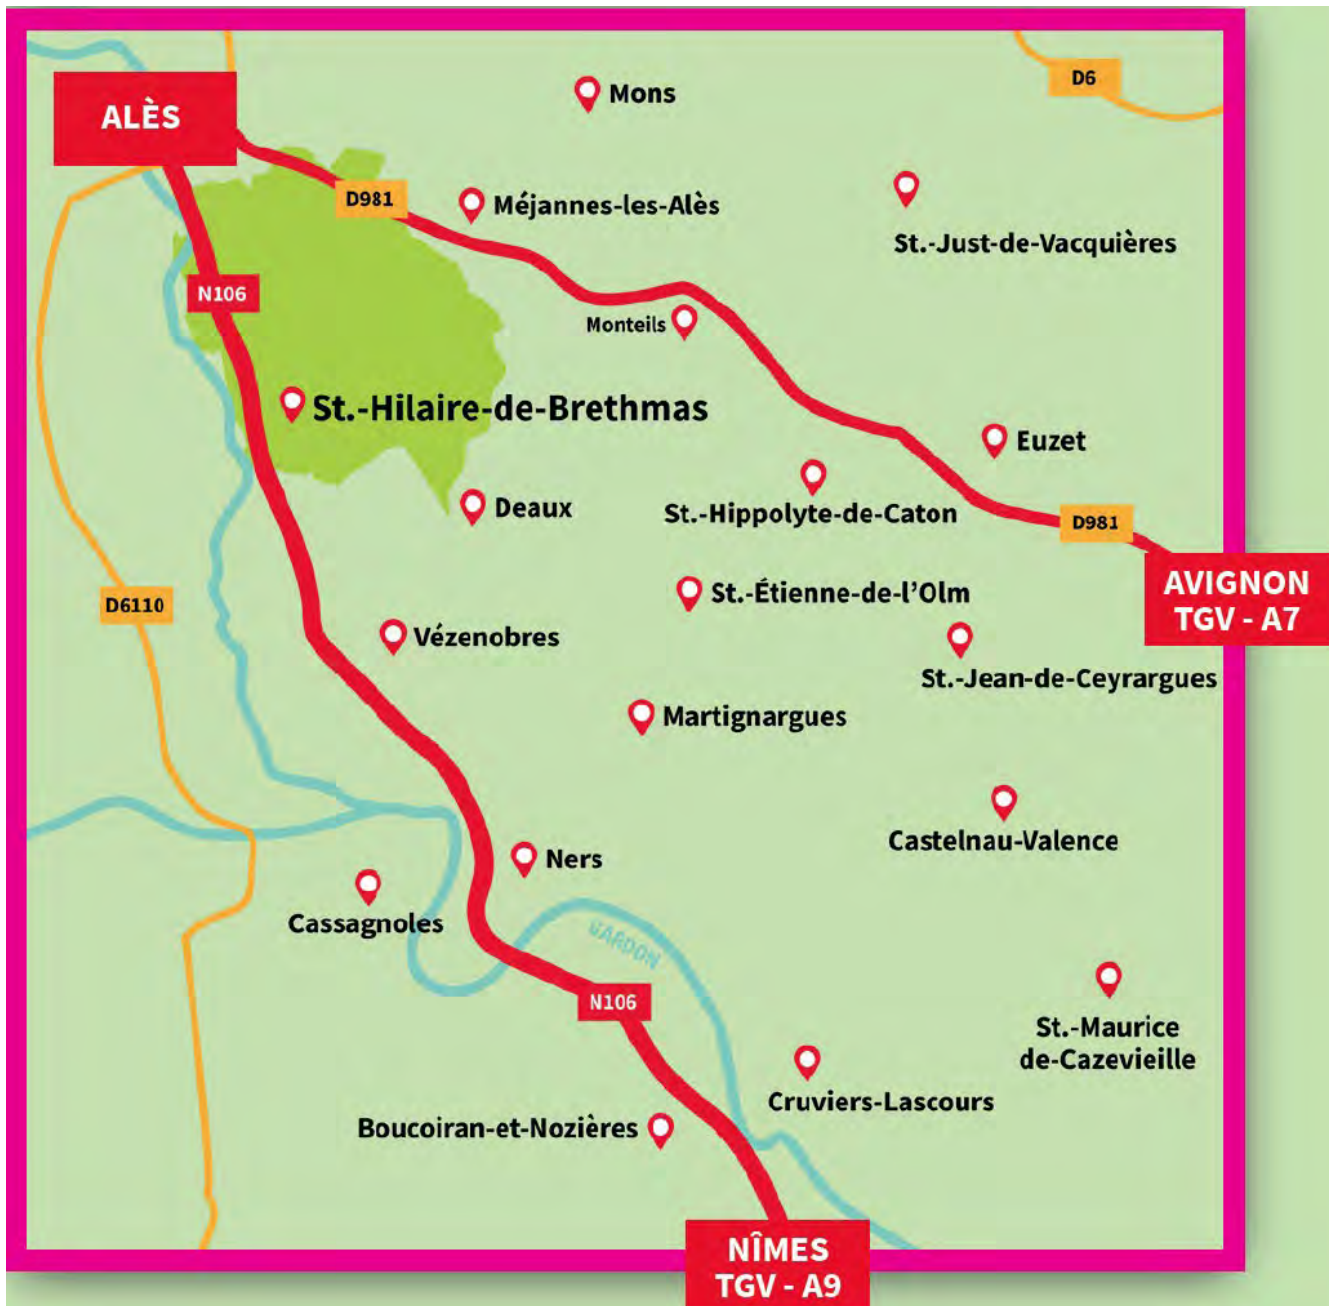 D6
Mons
ALÈS
D981
Méjannes-les-Alès
St.-Just-de-Vacquières
N106
Monteils
St.-Hilaire-de-Brethmas
Euzet
Deaux
St.-Hippolyte-de-Caton
D981
AVIGNON
TGV - A7
St.-Étienne-de-l'Olm
D6110
Vézenobres
St.-Jean-de-Ceyrargues
Martignargues
Castelnau-Valence
Ners
Cassagnoles
GARDON
N106
St.-Maurice
de-Cazevieille
Cruviers-Lascours
Boucoiran-et-Nozières
NÎMES
TGV - A9